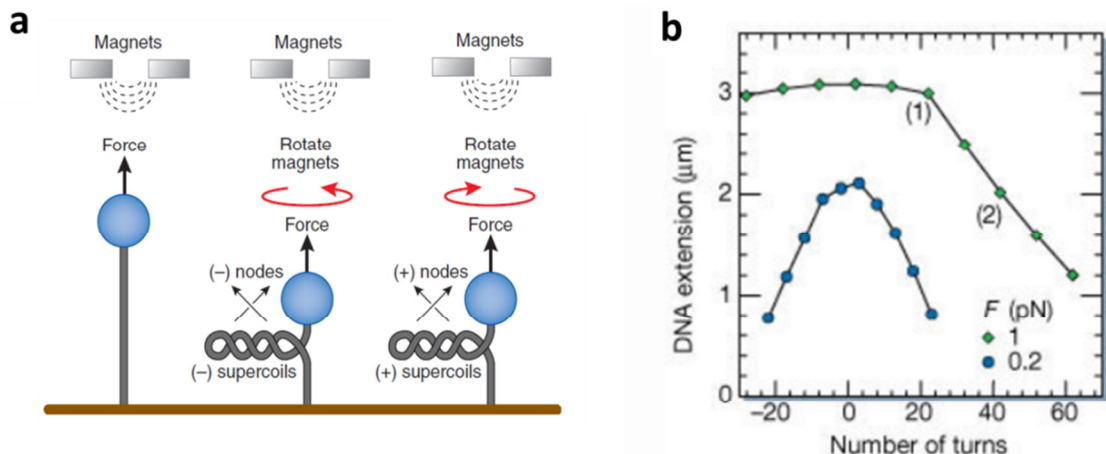 a
Magnets
Magnets
Magnets
Force
Rotate
magnets
Rotate
magnets
Force
Force
(–) nodes
(+) nodes
(–) supercoils
(+) supercoils
b
DNA extension (μm)
3
2
1
0
(1)
(2)
F (pN)
1
0.2
−20
0
20
40
60
Number of turns